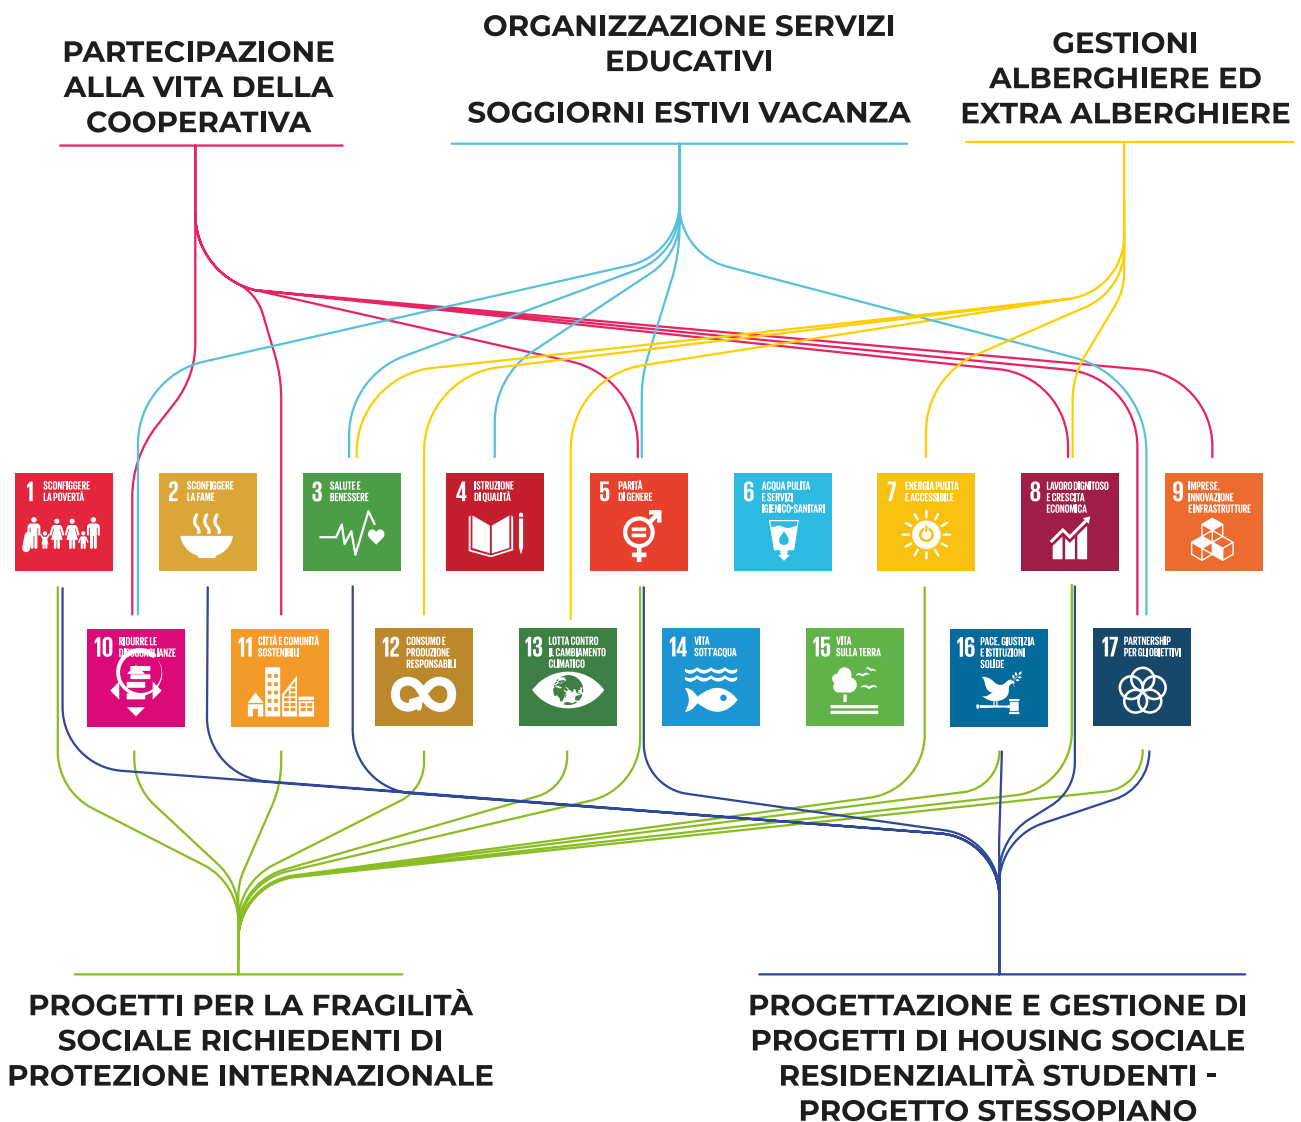 PARTECIPAZIONE
ALLA VITA DELLA
COOPERATIVA
ORGANIZZAZIONE SERVIZI
EDUCATIVI
SOGGIORNI ESTIVI VACANZA
GESTIONI
ALBERGHIERE ED
EXTRA ALBERGHIERE
1 SCONFIGGERE
LA POVERTÀ
2 SCONFIGGERE
LA FAME
3 SALUTE E
BENESSERE
4 ISTRUZIONE
DI QUALITÀ
5 PARITÀ
DI GENERE
6 ACQUA PULITA
E SERVIZI
IGIENICO-SANITARI
7 ENERGIA PULITA
E ACCESSIBILE
8 LAVORO DIGNITOSO
E CRESCITA
ECONOMICA
9 IMPRESE,
INNOVAZIONE
E INFRASTRUTTURE
10 RIDURRE LE
DISUGUAGLIANZE
11 CITTÀ E COMUNITÀ
SOSTENIBILI
12 CONSUMO E
PRODUZIONE
RESPONSABILI
13 LOTTA CONTRO
IL CAMBIAMENTO
CLIMATICO
14 VITA
SOTT'ACQUA
15 VITA
SULLA TERRA
16 PACE, GIUSTIZIA
E ISTITUZIONI
SOLIDE
17 PARTNERSHIP
PER GLI OBIETTIVI
PROGETTI PER LA FRAGILITÀ
SOCIALE RICHIEDENTI DI
PROTEZIONE INTERNAZIONALE
PROGETTAZIONE E GESTIONE DI
PROGETTI DI HOUSING SOCIALE
RESIDENZIALITÀ STUDENTI -
PROGETTO STESSOPIANO